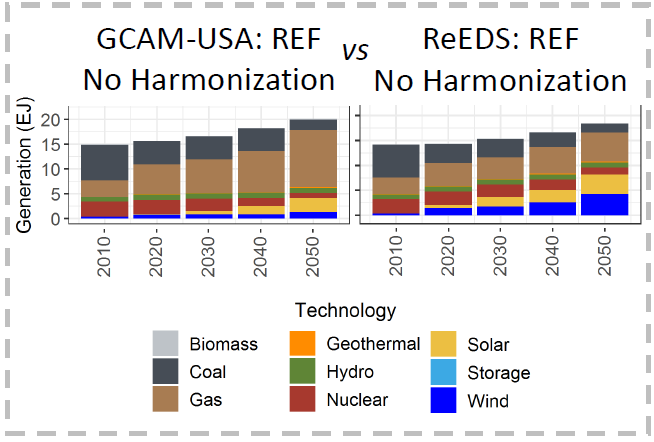 GCAM-USA: REF
No Harmonization
vs
ReEDS: REF
No Harmonization
Generation (EJ)
20
15
10
5
0
2010
2020
2030
2040
2050
2010
2020
2030
2040
2050
Technology
Biomass
Geothermal
Solar
Coal
Hydro
Storage
Gas
Nuclear
Wind